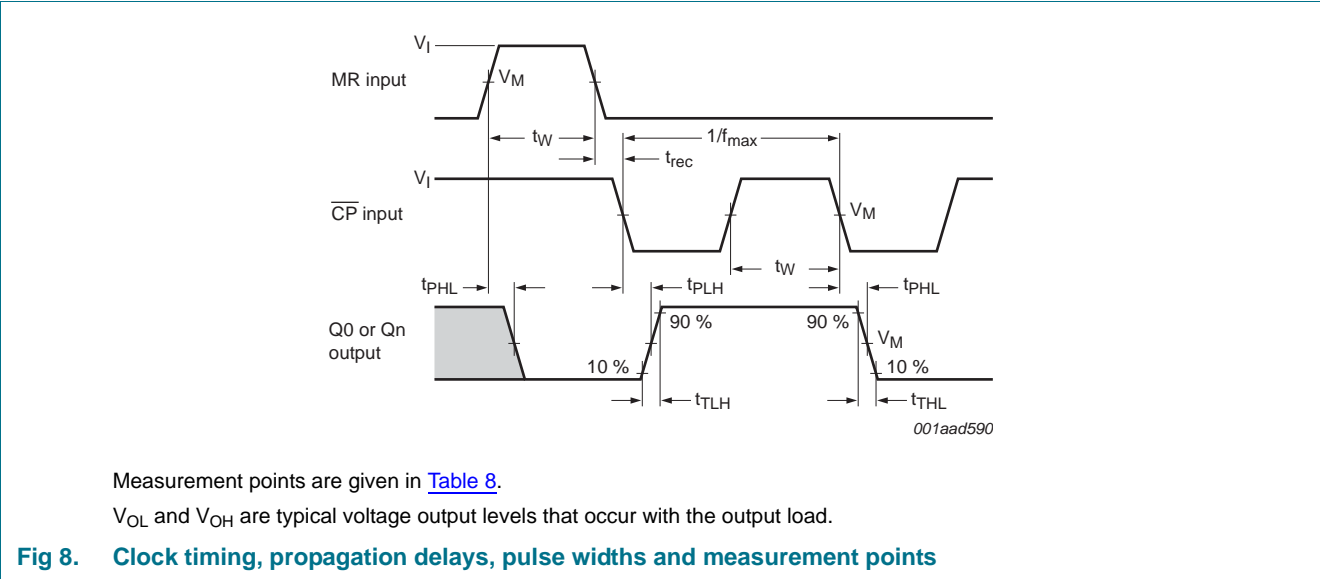 VI
MR input
VM
tW
1/fmax
trec
VI
CP input
VM
tW
tPHL
tPLH
tPHL
Q0 or Qn
output
90 %
90 %
VM
10 %
10 %
tTLH
tTHL
001aad590
Measurement points are given in Table 8.
VOL and VOH are typical voltage output levels that occur with the output load.
Fig 8. Clock timing, propagation delays, pulse widths and measurement points